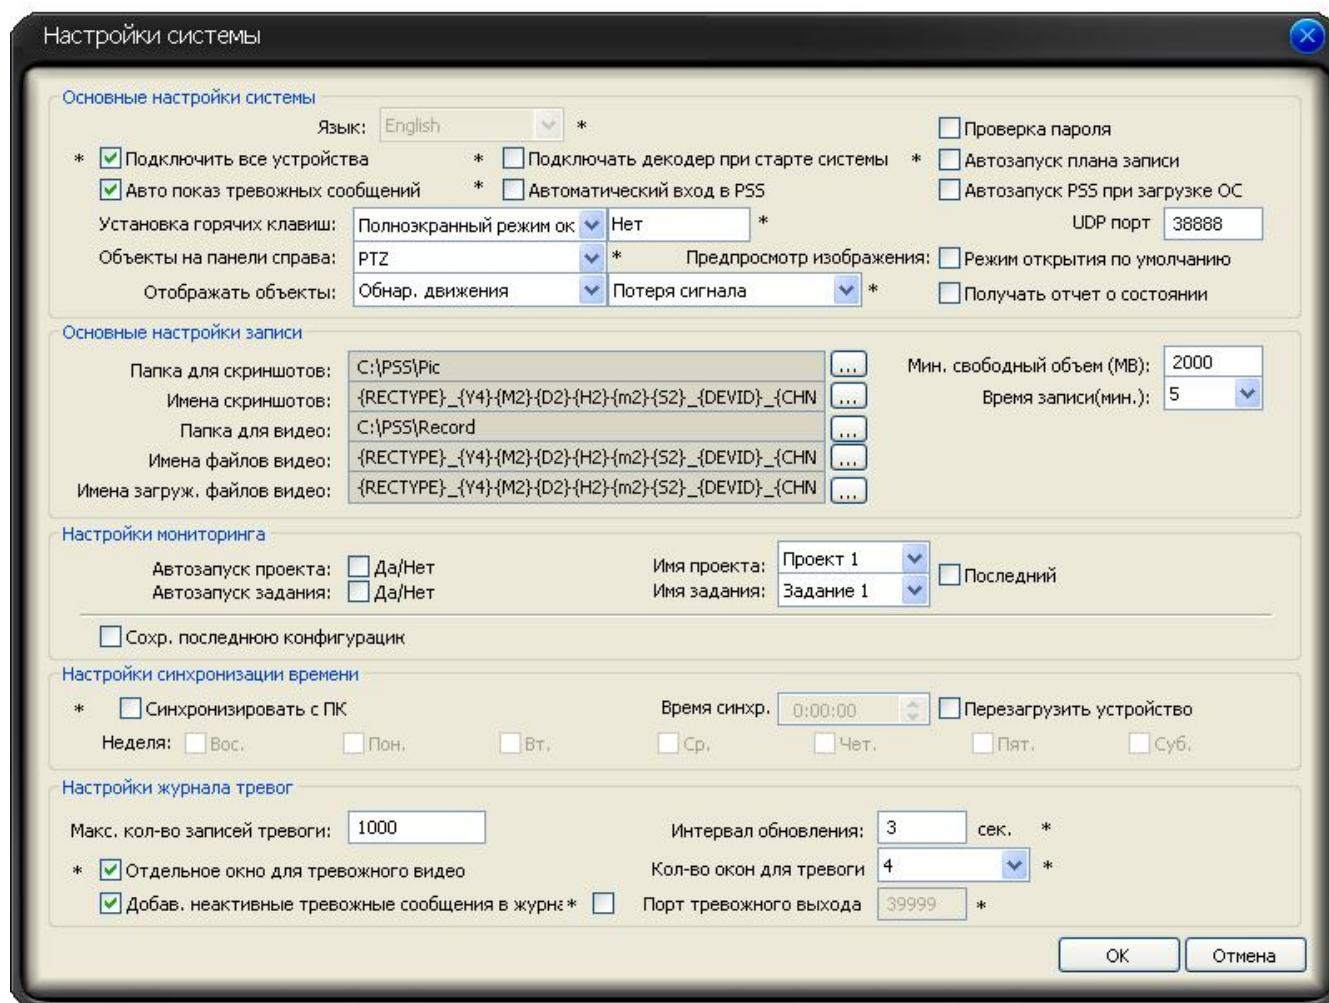 Настройки системы
Основные настройки системы
Язык: English * Проверка пароля
* Подключить все устройства * Подключать декодер при старте системы * Автозапуск плана записи
Авто показ тревожных сообщений * Автоматический вход в PSS Автозапуск PSS при загрузке ОС
Установка горячих клавиш: Полноэкранный режим ок Нет * UDP порт 38888
Объекты на панели справа: PTZ * Предпросмотр изображения: Режим открытия по умолчанию
Отображать объекты: Обнар. движения Потеря сигнала * Получать отчет о состоянии
Основные настройки записи
Папка для скриншотов: C:\PSS\Pic ... Мин. свободный объем (MB): 2000
Имена скриншотов: {RECTYPE}_{Y4}{M2}{D2}{H2}{m2}{S2}_{DEVID}_{CHN ... Время записи(мин.): 5
Папка для видео: C:\PSS\Record ...
Имена файлов видео: {RECTYPE}_{Y4}{M2}{D2}{H2}{m2}{S2}_{DEVID}_{CHN ...
Имена загруж. файлов видео: {RECTYPE}_{Y4}{M2}{D2}{H2}{m2}{S2}_{DEVID}_{CHN ...
Настройки мониторинга
Автозапуск проекта: Да/Нет Имя проекта: Проект 1 Последний
Автозапуск задания: Да/Нет Имя задания: Задание 1
Сохр. последнюю конфигурацик
Настройки синхронизации времени
* Синхронизировать с ПК Время синхр. 0:00:00 Перезагрузить устройство
Неделя: Вос. Пон. Вт. Ср. Чет. Пят. Суб.
Настройки журнала тревог
Макс. кол-во записей тревоги: 1000 Интервал обновления: 3 сек. *
* Отдельное окно для тревожного видео Кол-во окон для тревоги 4 *
Добав. неактивные тревожные сообщения в журна * Порт тревожного выхода 39999 *
OK Отмена